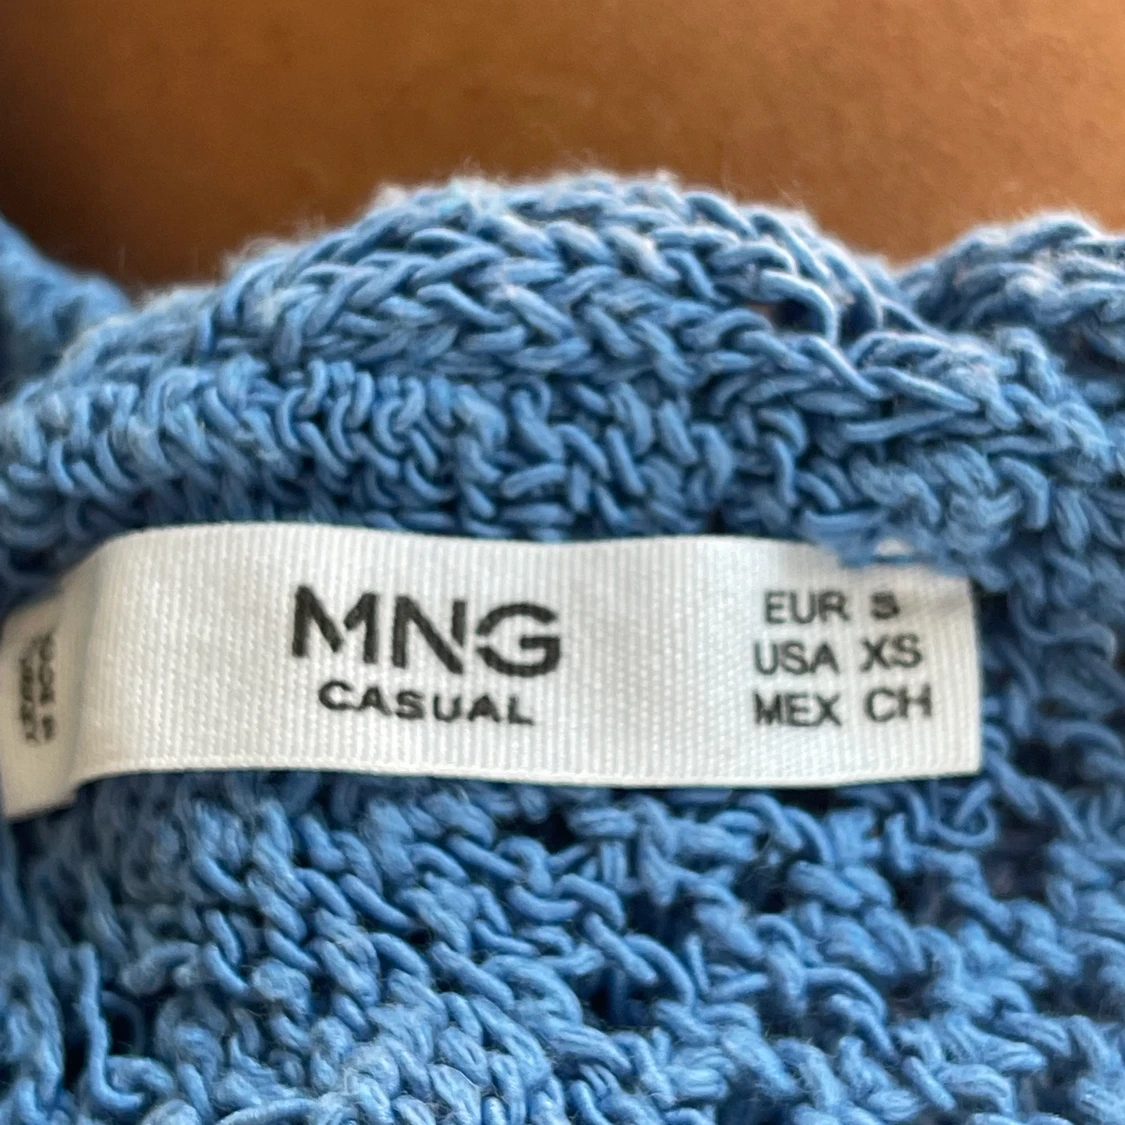 MNG
CASUAL
EUR S
USA XS
MEX CH